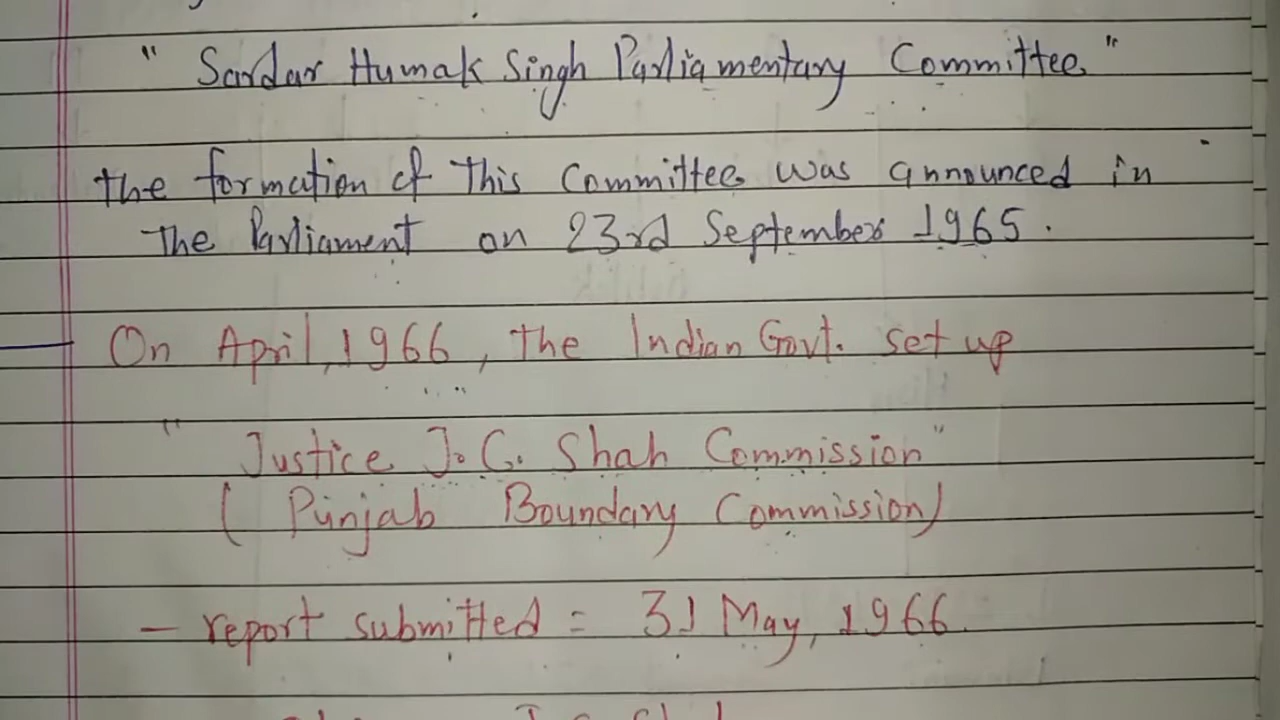 " Sardar Humak Singh Parliamentary Committee "
the formation of This Committee was announced in
The Parliament on 23rd September 1965.
On April, 1966, The Indian Govt. set up
" Justice J. C. Shah Commission "
( Punjab Boundary Commission)
- report submitted = 31 May, 1966.